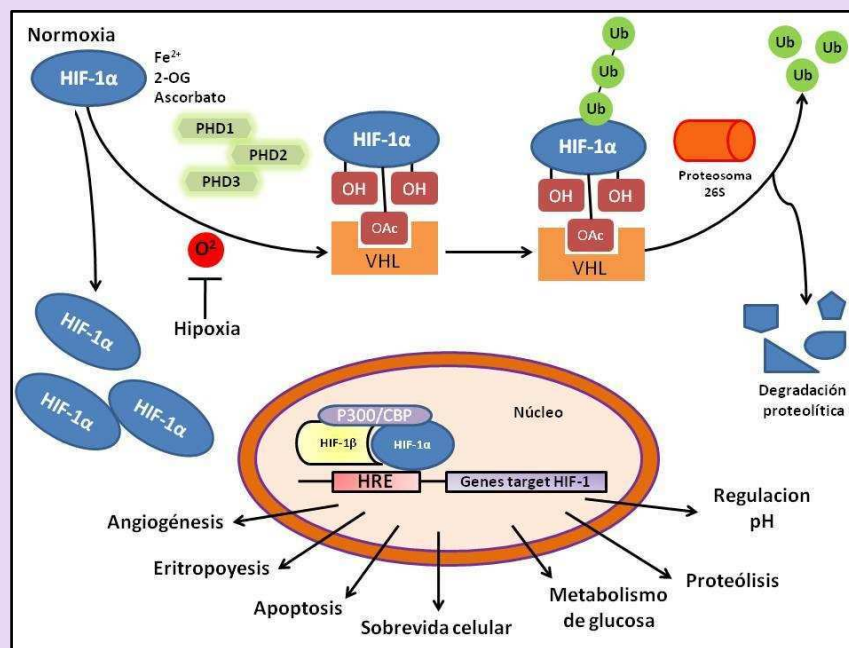 Normoxia
HIF-1α
Fe²⁺
2-OG
Ascorbato
PHD1
PHD2
PHD3
O²
Hipoxia
HIF-1α
HIF-1α
HIF-1α
HIF-1α
OH
OH
OAc
VHL
Ub
Ub
Ub
HIF-1α
OH
OH
OAc
VHL
Proteosoma
26S
Ub
Ub
Ub
Degradación
proteolítica
Núcleo
P300/CBP
HIF-1β
HIF-1α
HRE
Genes target HIF-1
Angiogénesis
Eritropoyesis
Apoptosis
Sobrevida celular
Metabolismo
de glucosa
Proteólisis
Regulacion
pH